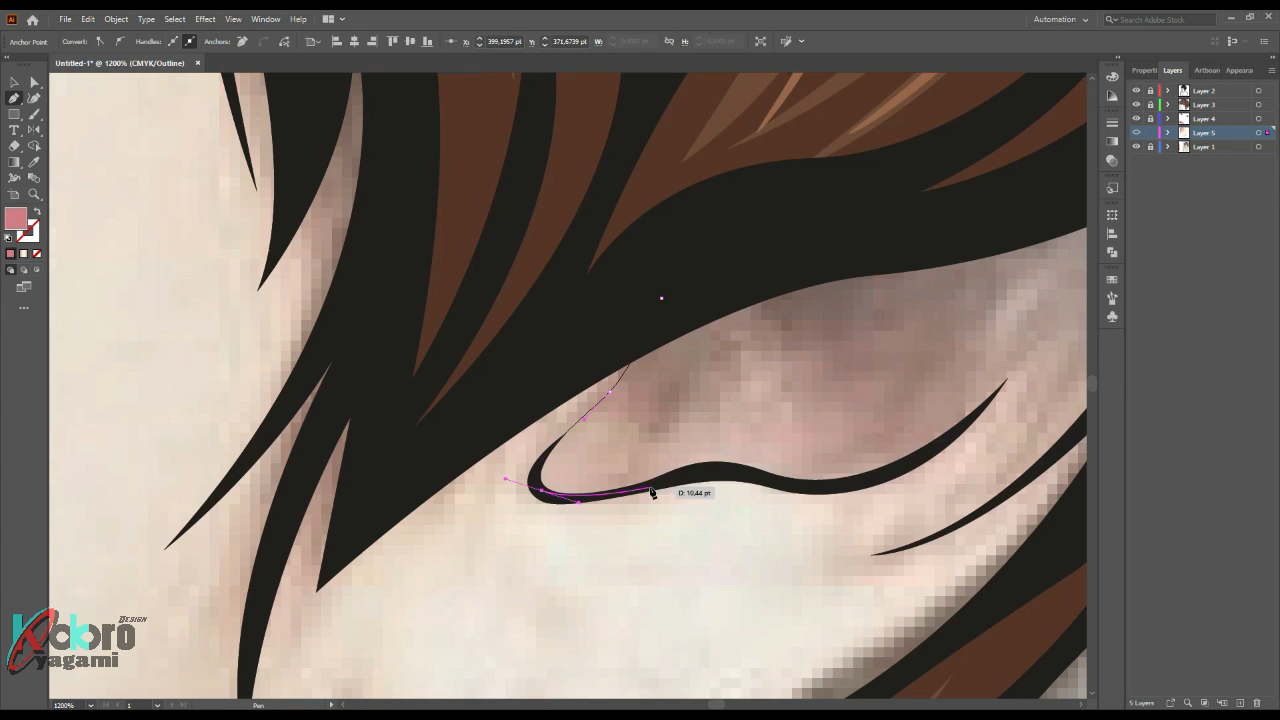 File Edit Object Type Select Effect View Window Help
Automation
Search Adobe Stock
Anchor Point
Convert:
Handles:
Anchors:
X: 399,1957 pt
Y: 371,6739 pt
W:
H:
Untitled-1* @ 1200% (CMYK/Outline)
Properti Layers Artboar Appeara
Layer 2
Layer 3
Layer 4
Layer 5
Layer 1
D: 10,44 pt
DESIGN
Kokoro
yagami
1200%
1
Pen
5 Layers